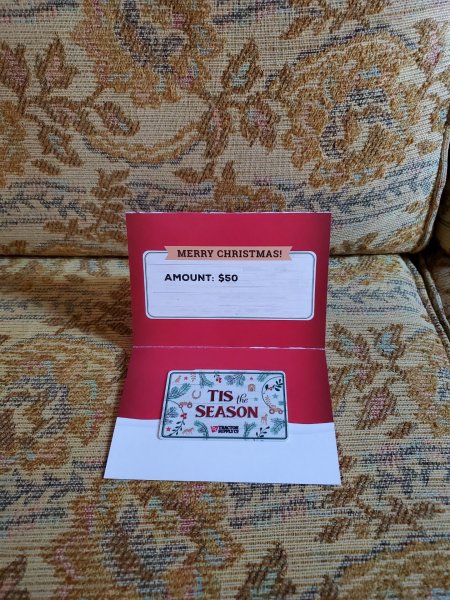 MERRY CHRISTMAS!
AMOUNT: $50
TIS the
SEASON
TRACTOR
SUPPLY CO